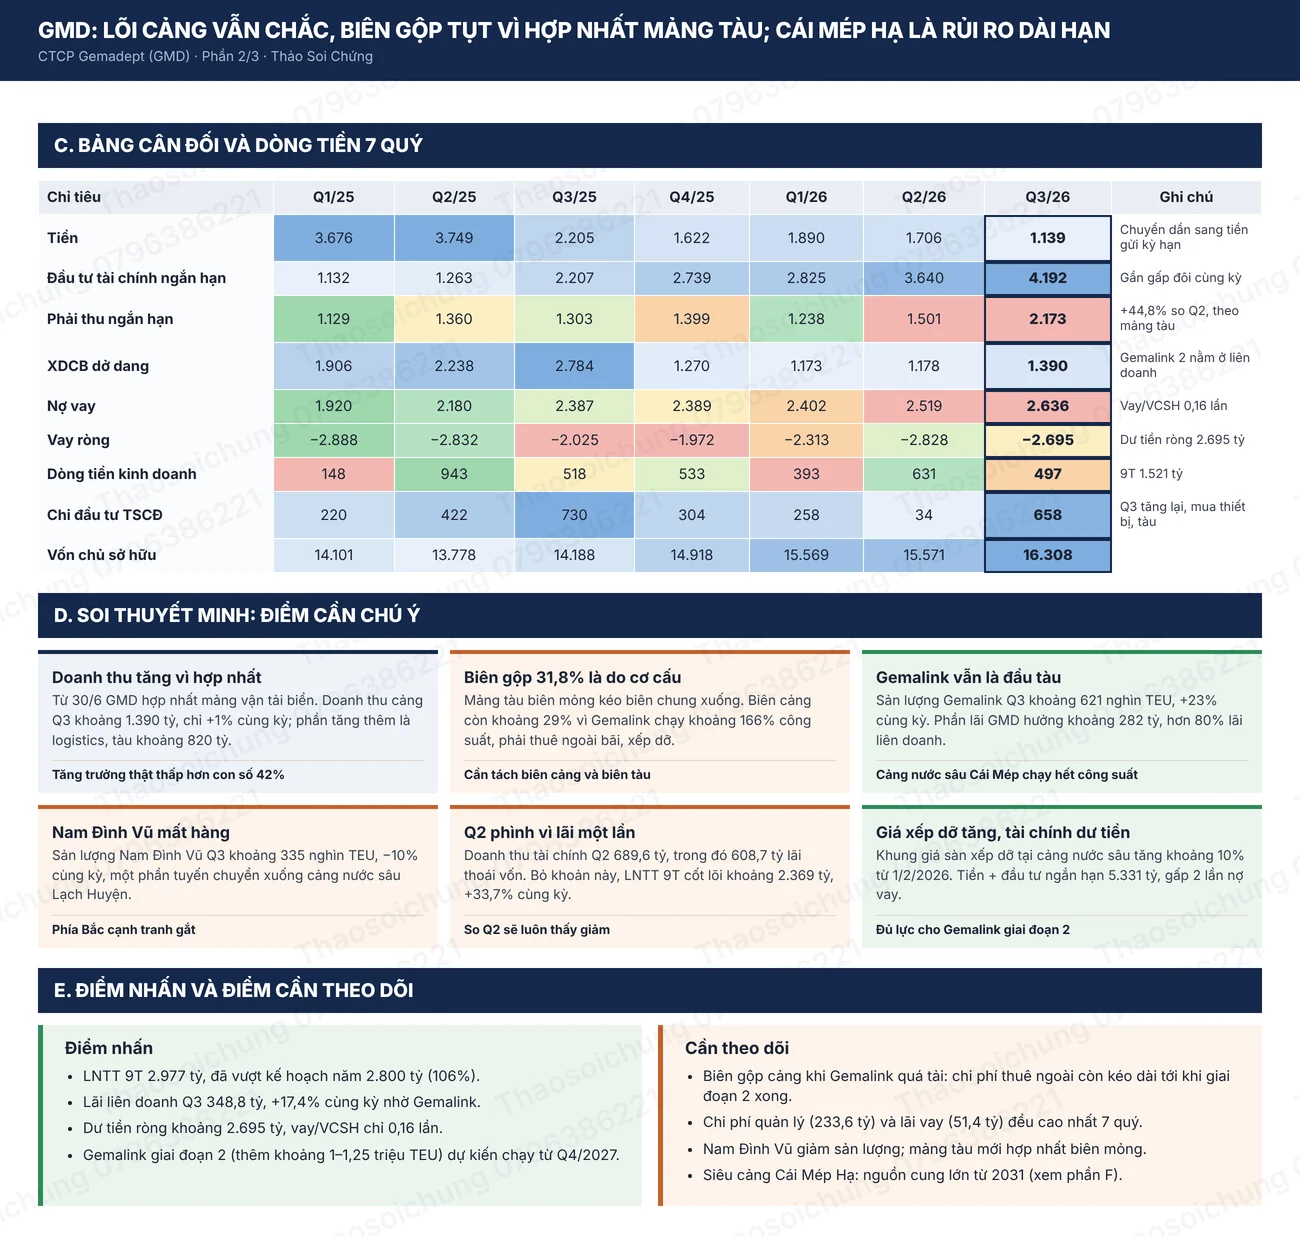 GMD: LÕI CẢNG VẪN CHẮC, BIÊN GỘP TỤT VÌ HỢP NHẤT MẢNG TÀU; CÁI MÉP HẠ LÀ RỦI RO DÀI HẠN
CTCP Gemadept (GMD) · Phần 2/3 · Thảo Soi Chứng
C. BẢNG CÂN ĐỐI VÀ DÒNG TIỀN 7 QUÝ
Chỉ tiêu Q1/25 Q2/25 Q3/25 Q4/25 Q1/26 Q2/26 Q3/26 Ghi chú
Tiền 3.676 3.749 2.205 1.622 1.890 1.706 1.139 Chuyển dần sang tiền
gửi kỳ hạn
Đầu tư tài chính ngắn hạn 1.132 1.263 2.207 2.739 2.825 3.640 4.192 Gần gấp đôi cùng kỳ
Phải thu ngắn hạn 1.129 1.360 1.303 1.399 1.238 1.501 2.173 +44,8% so Q2, theo
mảng tàu
XDCB dở dang 1.906 2.238 2.784 1.270 1.173 1.178 1.390 Gemalink 2 nằm ở liên
doanh
Nợ vay 1.920 2.180 2.387 2.389 2.402 2.519 2.636 Vay/VCSH 0,16 lần
Vay ròng −2.888 −2.832 −2.025 −1.972 −2.313 −2.828 −2.695 Dư tiền ròng 2.695 tỷ
Dòng tiền kinh doanh 148 943 518 533 393 631 497 9T 1.521 tỷ
Chi đầu tư TSCĐ 220 422 730 304 258 34 658 Q3 tăng lại, mua thiết
bị, tàu
Vốn chủ sở hữu 14.101 13.778 14.188 14.918 15.569 15.571 16.308
D. SOI THUYẾT MINH: ĐIỂM CẦN CHÚ Ý
Doanh thu tăng vì hợp nhất
Từ 30/6 GMD hợp nhất mảng vận tải biển. Doanh thu cảng
Q3 khoảng 1.390 tỷ, chỉ +1% cùng kỳ; phần tăng thêm là
logistics, tàu khoảng 820 tỷ.
Tăng trưởng thật thấp hơn con số 42%
Biên gộp 31,8% là do cơ cấu
Mảng tàu biên mỏng kéo biên chung xuống. Biên cảng
còn khoảng 29% vì Gemalink chạy khoảng 166% công
suất, phải thuê ngoài bãi, xếp dỡ.
Cần tách biên cảng và biên tàu
Gemalink vẫn là đầu tàu
Sản lượng Gemalink Q3 khoảng 621 nghìn TEU, +23%
cùng kỳ. Phần lãi GMD hưởng khoảng 282 tỷ, hơn 80% lãi
liên doanh.
Cảng nước sâu Cái Mép chạy hết công suất
Nam Đình Vũ mất hàng
Sản lượng Nam Đình Vũ Q3 khoảng 335 nghìn TEU, −10%
cùng kỳ, một phần tuyến chuyển xuống cảng nước sâu
Lạch Huyện.
Phía Bắc cạnh tranh gắt
Q2 phình vì lãi một lần
Doanh thu tài chính Q2 689,6 tỷ, trong đó 608,7 tỷ lãi
thoái vốn. Bỏ khoản này, LNTT 9T cốt lõi khoảng 2.369 tỷ,
+33,7% cùng kỳ.
So Q2 sẽ luôn thấy giảm
Giá xếp dỡ tăng, tài chính dư tiền
Khung giá sàn xếp dỡ tại cảng nước sâu tăng khoảng 10%
từ 1/2/2026. Tiền + đầu tư ngắn hạn 5.331 tỷ, gấp 2 lần nợ
vay.
Đủ lực cho Gemalink giai đoạn 2
E. ĐIỂM NHẤN VÀ ĐIỂM CẦN THEO DÕI
Điểm nhấn
• LNTT 9T 2.977 tỷ, đã vượt kế hoạch năm 2.800 tỷ (106%).
• Lãi liên doanh Q3 348,8 tỷ, +17,4% cùng kỳ nhờ Gemalink.
• Dư tiền ròng khoảng 2.695 tỷ, vay/VCSH chỉ 0,16 lần.
• Gemalink giai đoạn 2 (thêm khoảng 1–1,25 triệu TEU) dự kiến chạy từ Q4/2027.
Cần theo dõi
• Biên gộp cảng khi Gemalink quá tải: chi phí thuê ngoài còn kéo dài tới khi giai
đoạn 2 xong.
• Chi phí quản lý (233,6 tỷ) và lãi vay (51,4 tỷ) đều cao nhất 7 quý.
• Nam Đình Vũ giảm sản lượng; mảng tàu mới hợp nhất biên mỏng.
• Siêu cảng Cái Mép Hạ: nguồn cung lớn từ 2031 (xem phần F).
Thaosoichung 0796386221